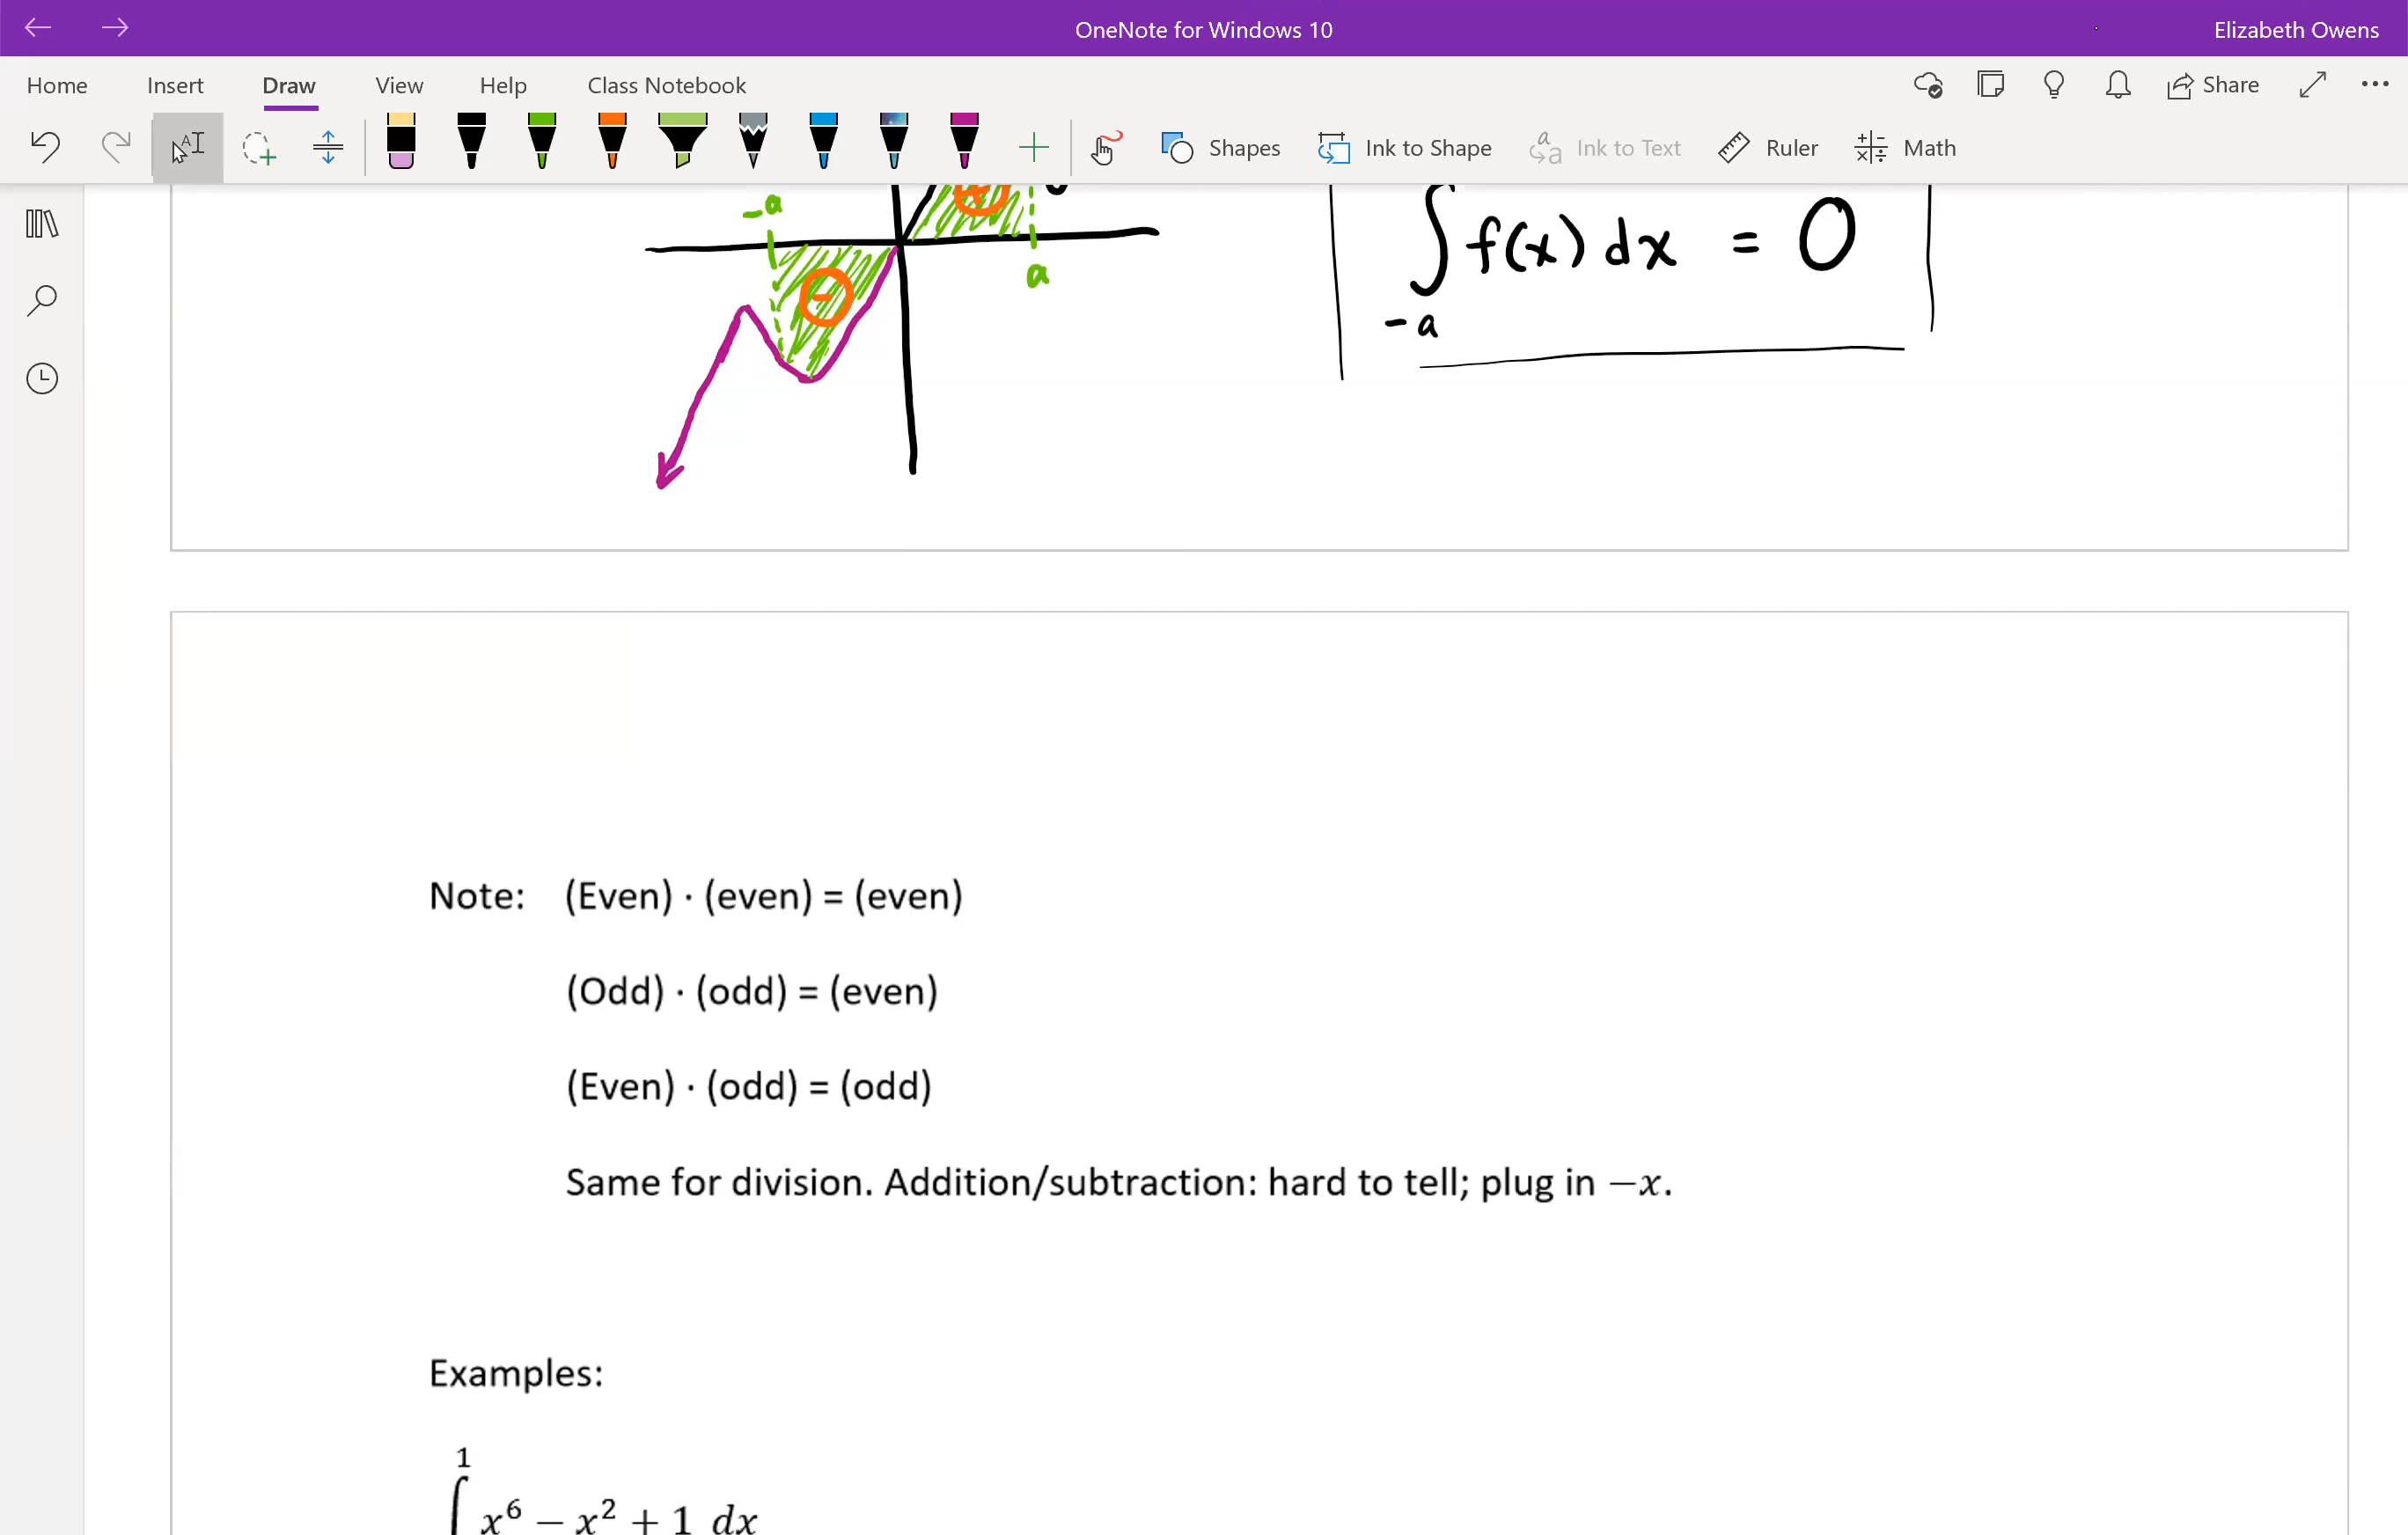 OneNote for Windows 10
Elizabeth Owens
Home Insert Draw View Help Class Notebook Share
Shapes Ink to Shape Ink to Text Ruler Math
-a
a
∫ f(x) dx = 0
-a
Note: (Even) · (even) = (even)
(Odd) · (odd) = (even)
(Even) · (odd) = (odd)
Same for division. Addition/subtraction: hard to tell; plug in −x.
Examples:
1
∫ x⁶ − x² + 1 dx